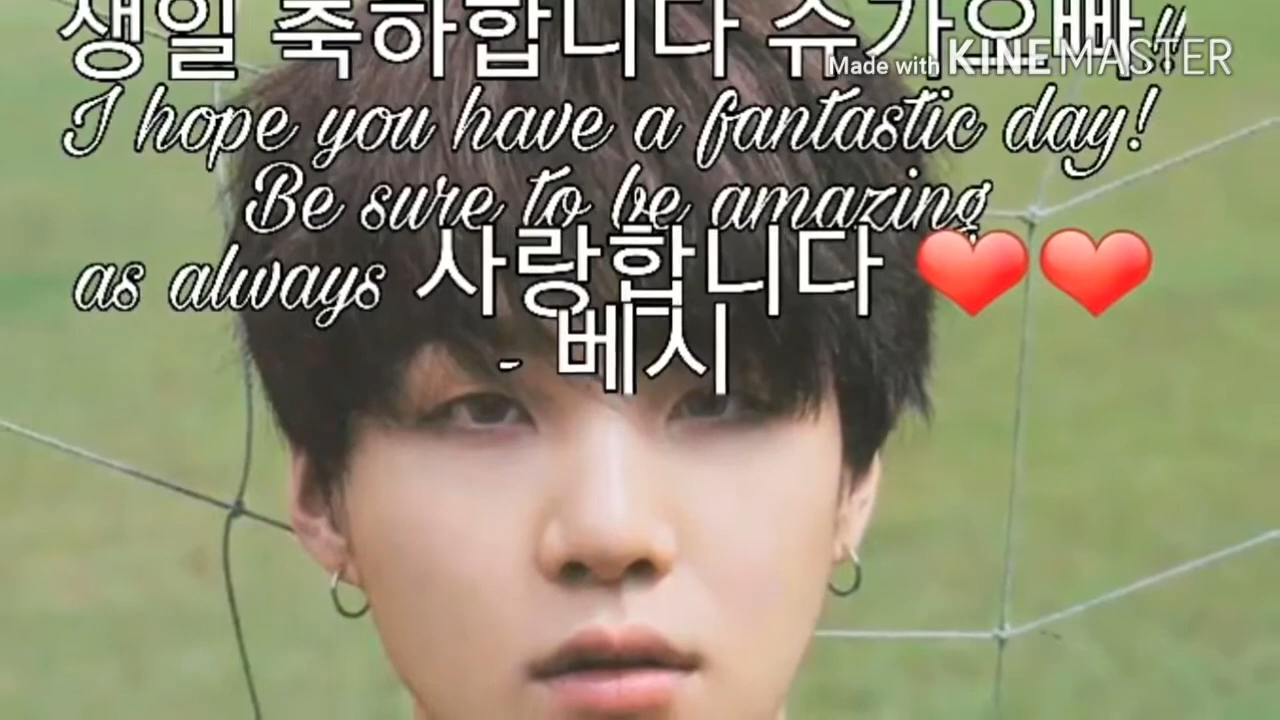 생일 축하합니다 슈가오빠!!
Made with KINEMASTER
I hope you have a fantastic day!
Be sure to be amazing
as always 사랑합니다 ❤❤
- 베시